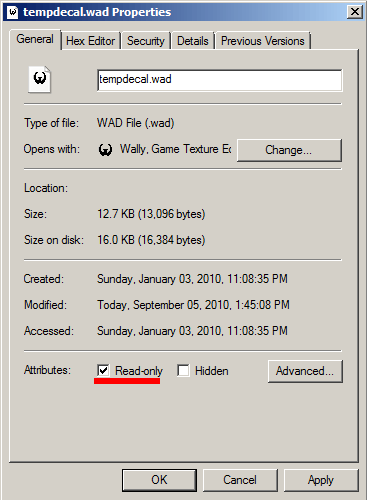 tempdecal.wad Properties
General Hex Editor Security Details Previous Versions
tempdecal.wad
Type of file: WAD File (.wad)
Opens with: Wally, Game Texture Ec Change...
Location:
Size: 12.7 KB (13,096 bytes)
Size on disk: 16.0 KB (16,384 bytes)
Created: Sunday, January 03, 2010, 11:08:35 PM
Modified: Today, September 05, 2010, 1:45:08 PM
Accessed: Sunday, January 03, 2010, 11:08:35 PM
Attributes: Read-only Hidden Advanced...
OK Cancel Apply